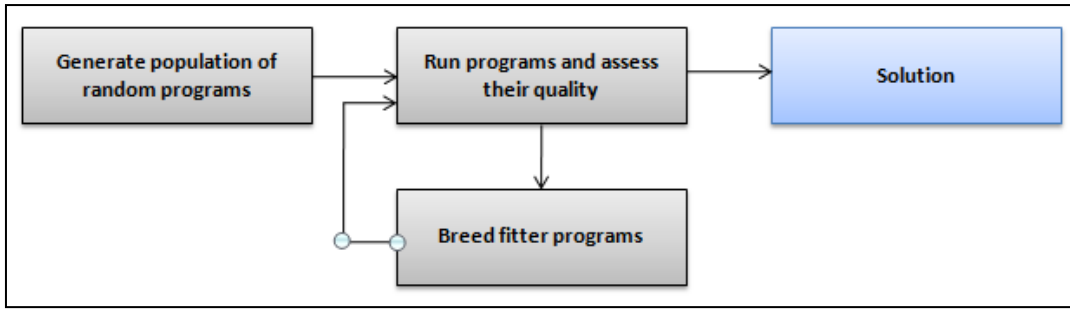 Generate population of
random programs
Run programs and assess
their quality
Solution
Breed fitter programs